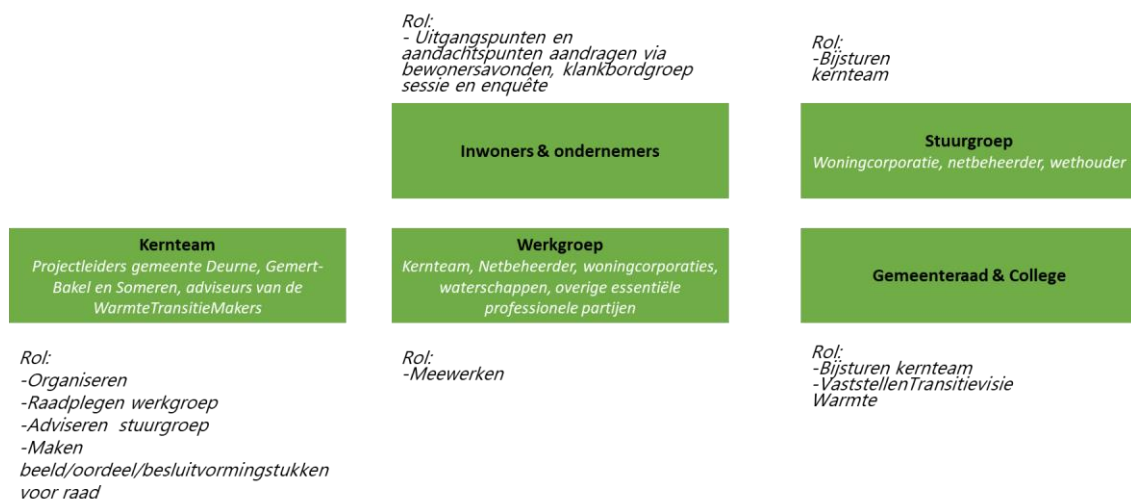 Rol:
- Uitgangspunten en
aandachtspunten aandragen via
bewonersavonden, klankbordgroep
sessie en enquête
Inwoners & ondernemers
Rol:
-Bijsturen
kernteam
Stuurgroep
Woningcorporatie, netbeheerder, wethouder
Kernteam
Projectleiders gemeente Deurne, Gemert-
Bakel en Someren, adviseurs van de
WarmteTransitieMakers
Rol:
-Organiseren
-Raadplegen werkgroep
-Adviseren stuurgroep
-Maken
beeld/oordeel/besluitvormingstukken
voor raad
Werkgroep
Kernteam, Netbeheerder, woningcorporaties,
waterschappen, overige essentiële
professionele partijen
Rol:
-Meewerken
Gemeenteraad & College
Rol:
-Bijsturen kernteam
-VaststellenTransitievisie
Warmte